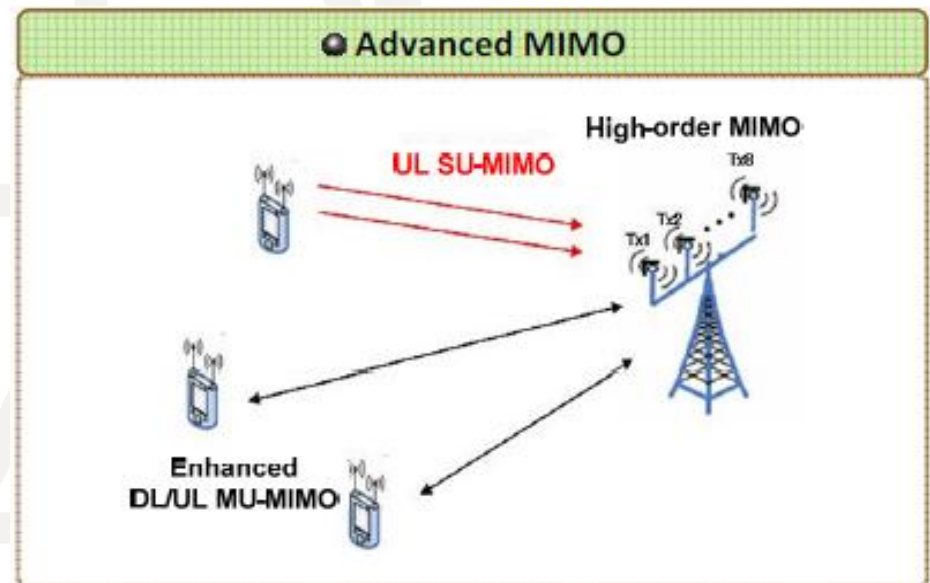 Advanced MIMO
High-order MIMO
UL SU-MIMO
Tx8
Tx2
Tx1
Enhanced
DL/UL MU-MIMO